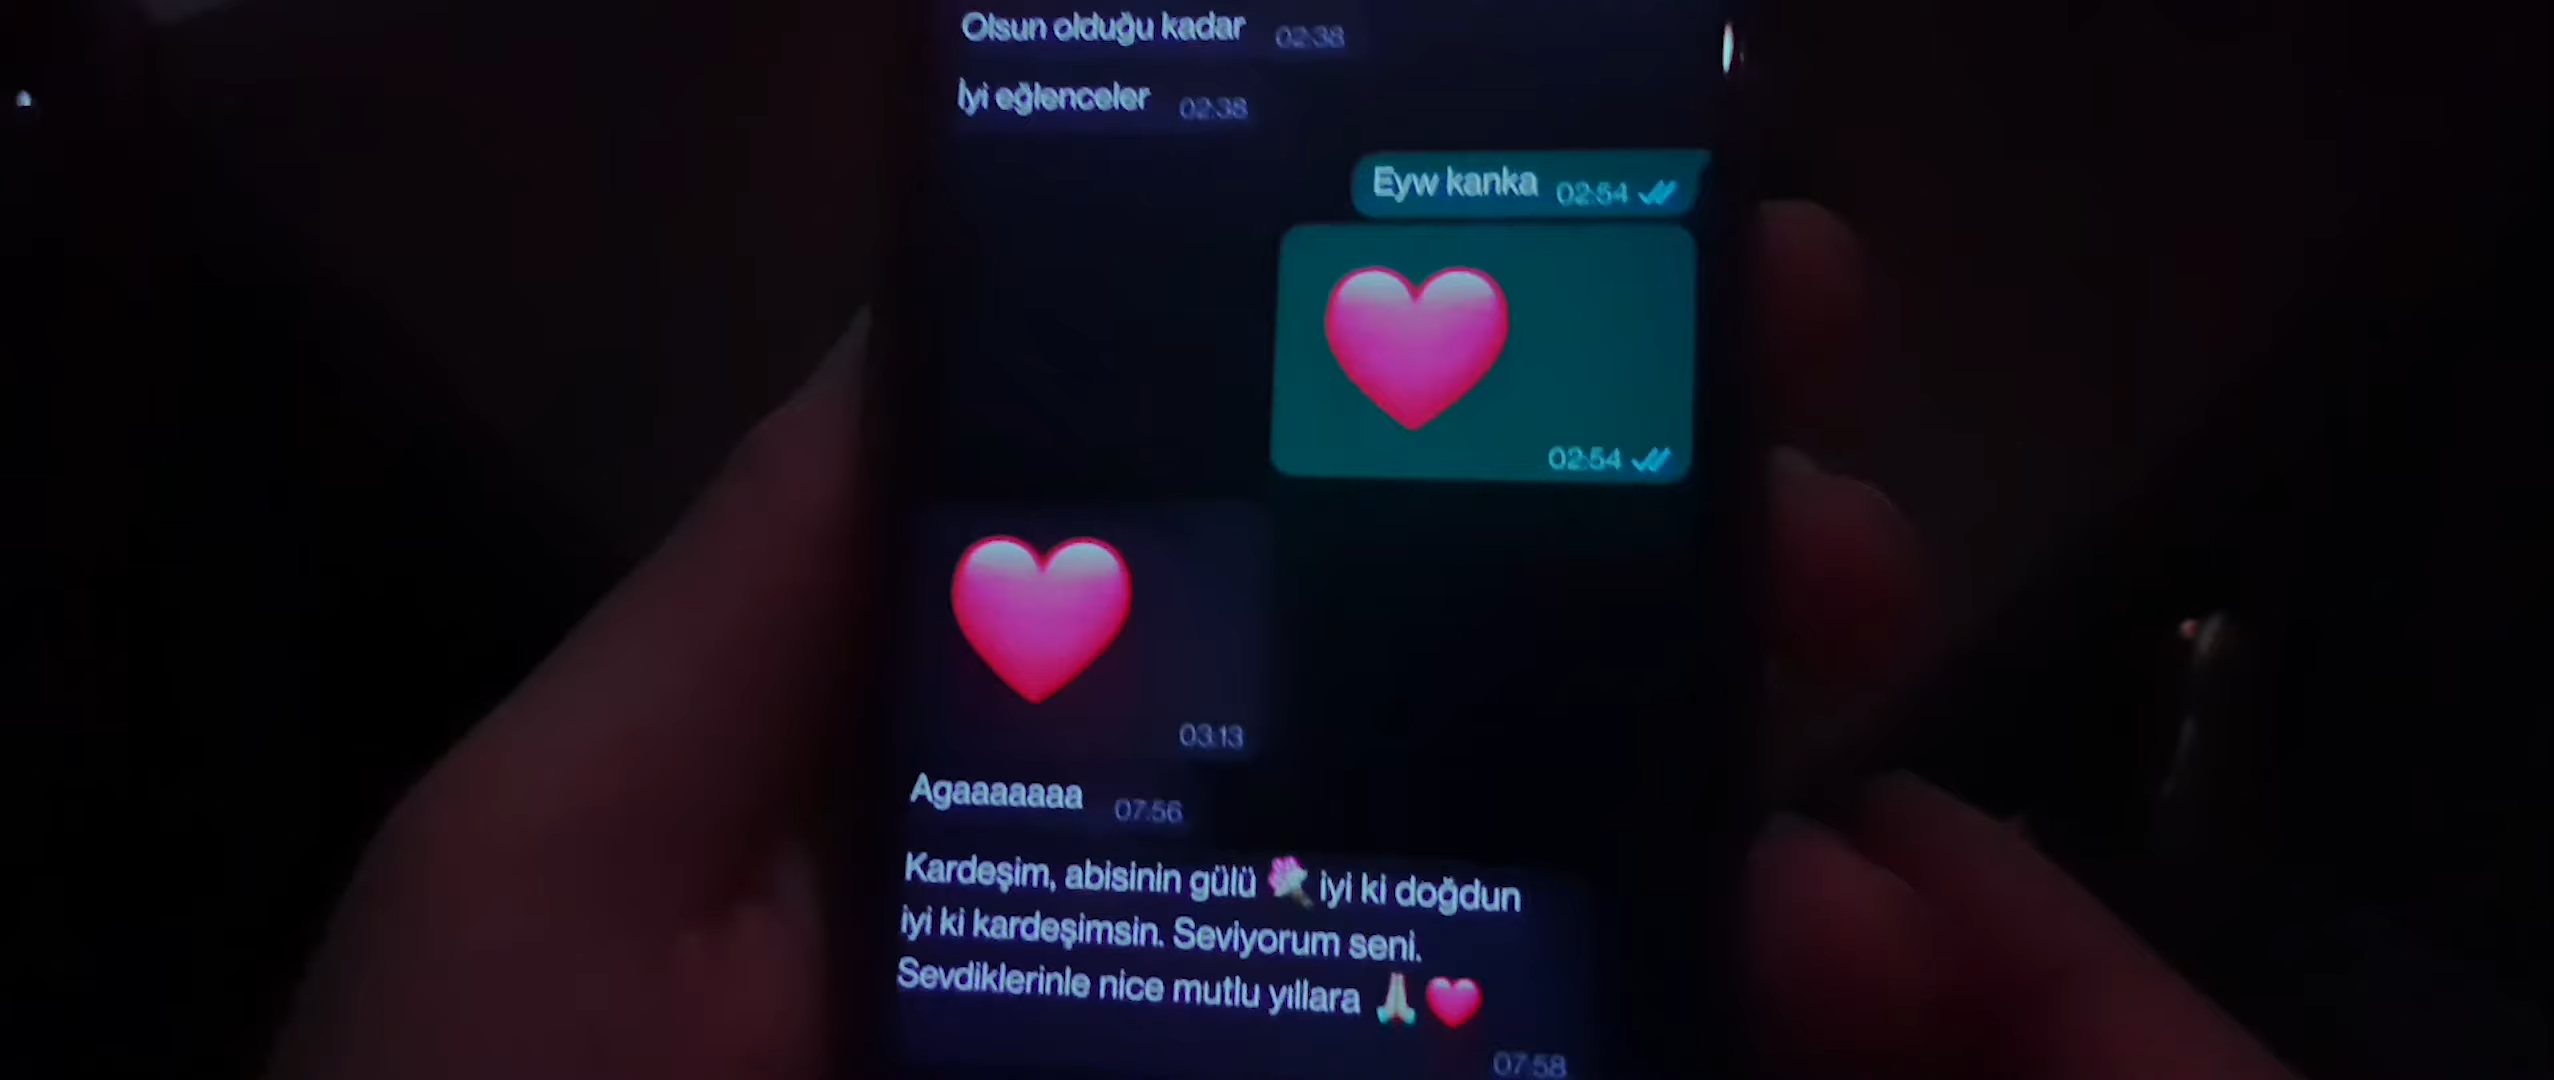 Olsun olduğu kadar 02:38
İyi eğlenceler 02:38
Eyw kanka 02:54
02:54
03:13
Agaaaaaaa 07:56
Kardeşim, abisinin gülü iyi ki doğdun
iyi ki kardeşimsin. Seviyorum seni.
Sevdiklerinle nice mutlu yıllara
07:58